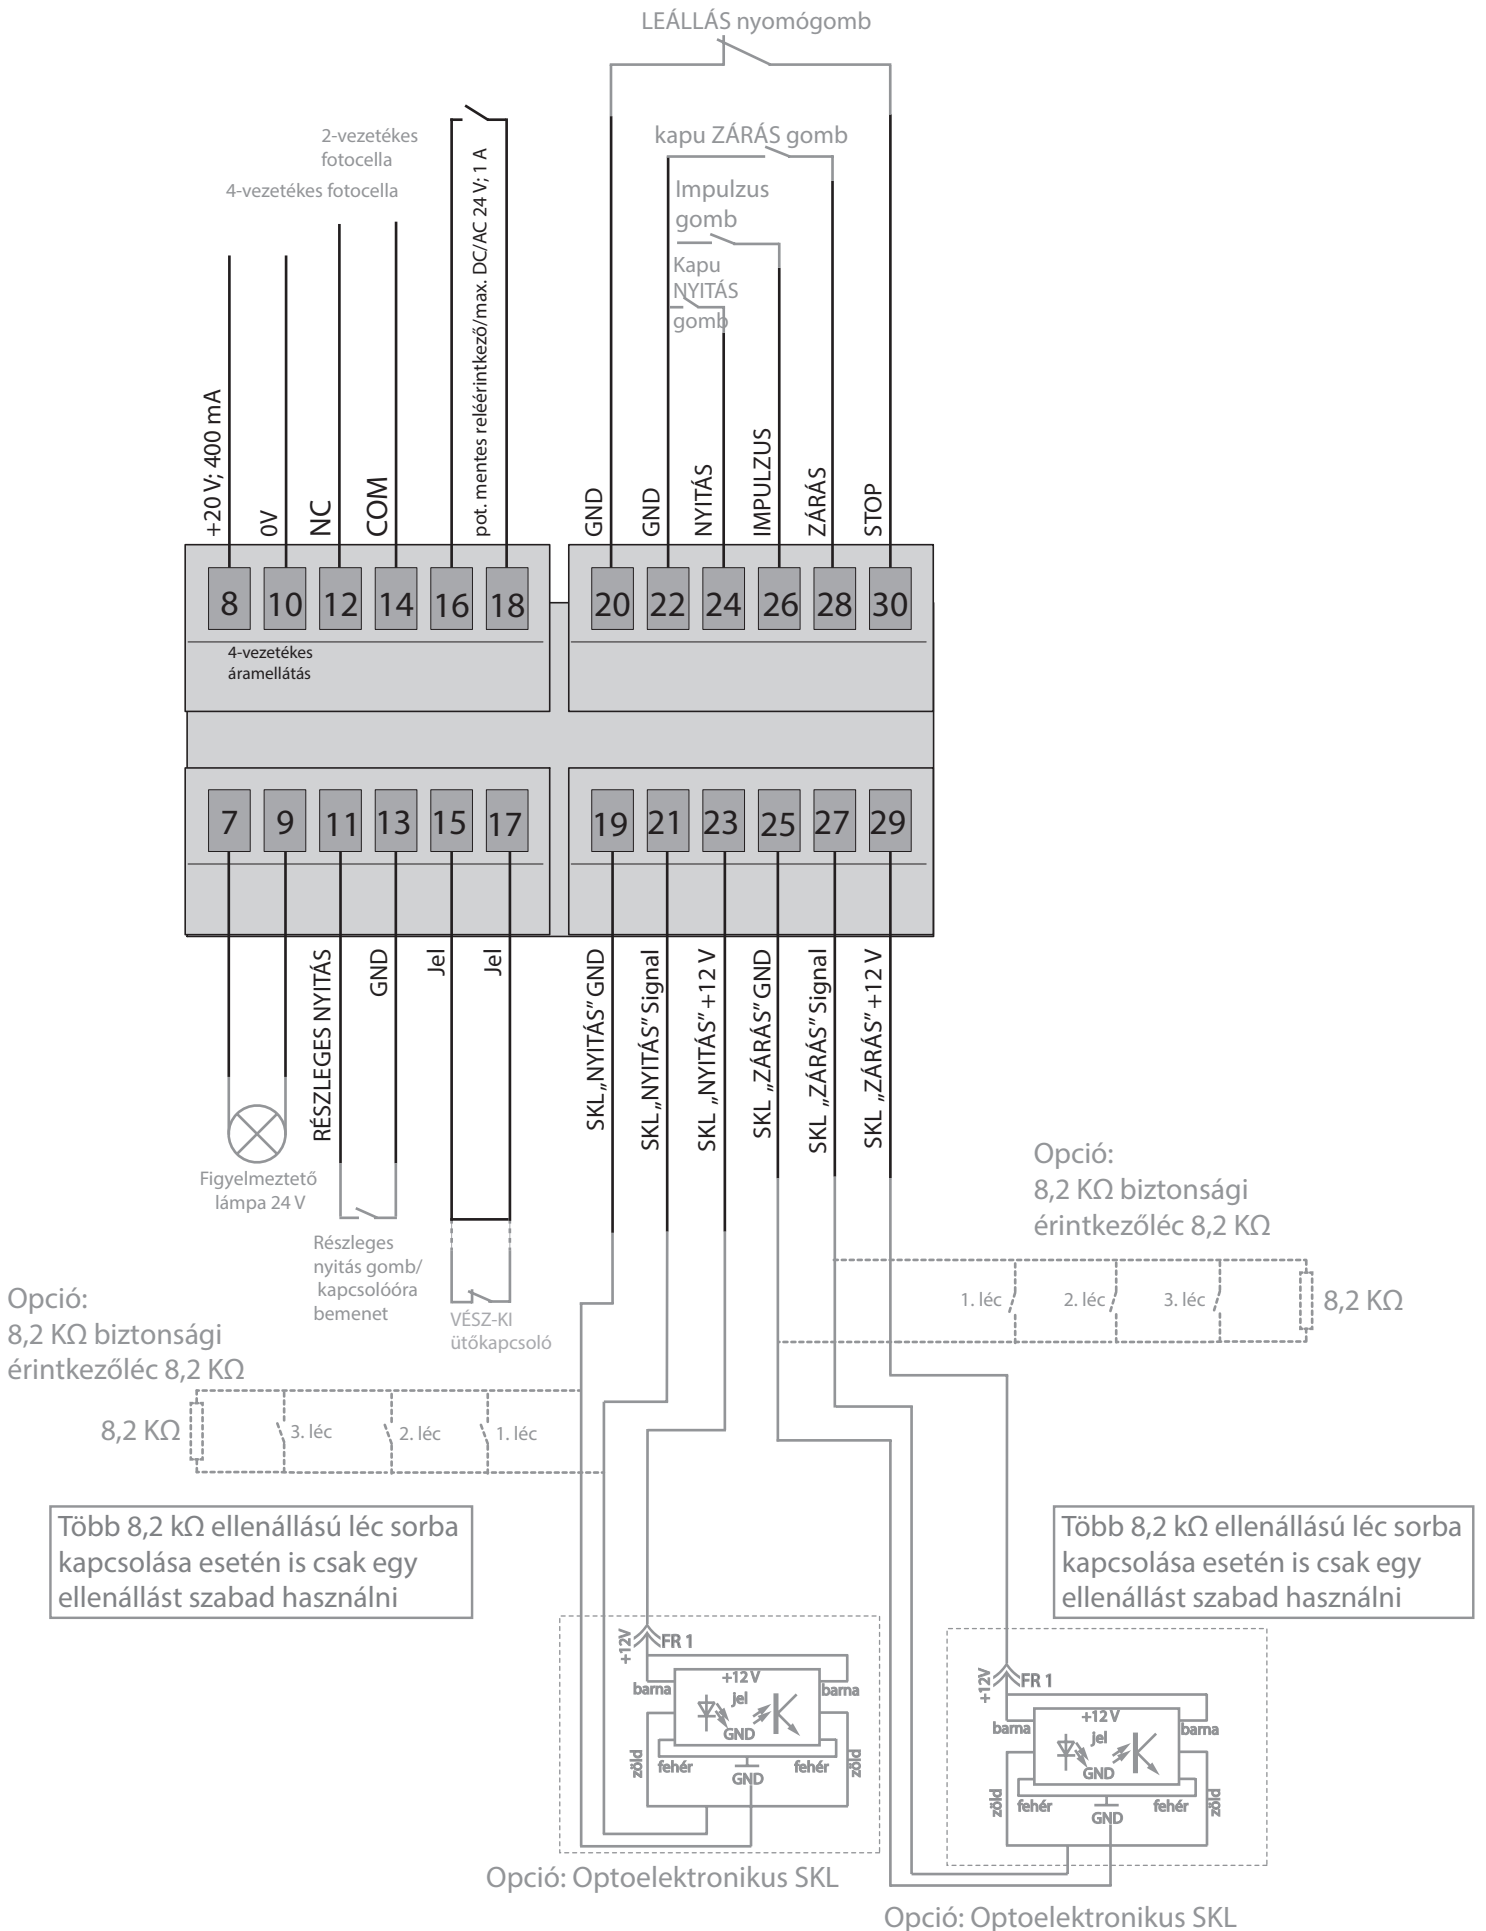 LEÁLLÁS nyomógomb
2-vezetékes
fotocella
4-vezetékes fotocella
kapu ZÁRÁS gomb
Impulzus
gomb
Kapu
NYITÁS
gomb
+20 V; 400 mA
0V
NC
COM
pot. mentes reléérintkező/max. DC/AC 24 V; 1 A
GND
GND
NYITÁS
IMPULZUS
ZÁRÁS
STOP
8
10
12
14
16
18
20
22
24
26
28
30
4-vezetékes
áramellátás
7
9
11
13
15
17
19
21
23
25
27
29
RÉSZLEGES NYITÁS
GND
Jel
Jel
SKL „NYITÁS” GND
SKL „NYITÁS” Signal
SKL „NYITÁS” +12 V
SKL „ZÁRÁS” GND
SKL „ZÁRÁS” Signal
SKL „ZÁRÁS” +12 V
Figyelmeztető
lámpa 24 V
Részleges
nyitás gomb/
kapcsolóóra
bemenet
VÉSZ-KI
ütőkapcsoló
Opció:
8,2 KΩ biztonsági
érintkezőléc 8,2 KΩ
1. léc
2. léc
3. léc
8,2 KΩ
Opció:
8,2 KΩ biztonsági
érintkezőléc 8,2 KΩ
8,2 KΩ
3. léc
2. léc
1. léc
Több 8,2 kΩ ellenállású léc sorba
kapcsolása esetén is csak egy
ellenállást szabad használni
Több 8,2 kΩ ellenállású léc sorba
kapcsolása esetén is csak egy
ellenállást szabad használni
+12V
FR 1
+12 V
barna
barna
Jel
GND
zöld
fehér
fehér
zöld
GND
Opció: Optoelektronikus SKL
+12V
FR 1
+12 V
barna
barna
Jel
GND
zöld
fehér
fehér
zöld
GND
Opció: Optoelektronikus SKL